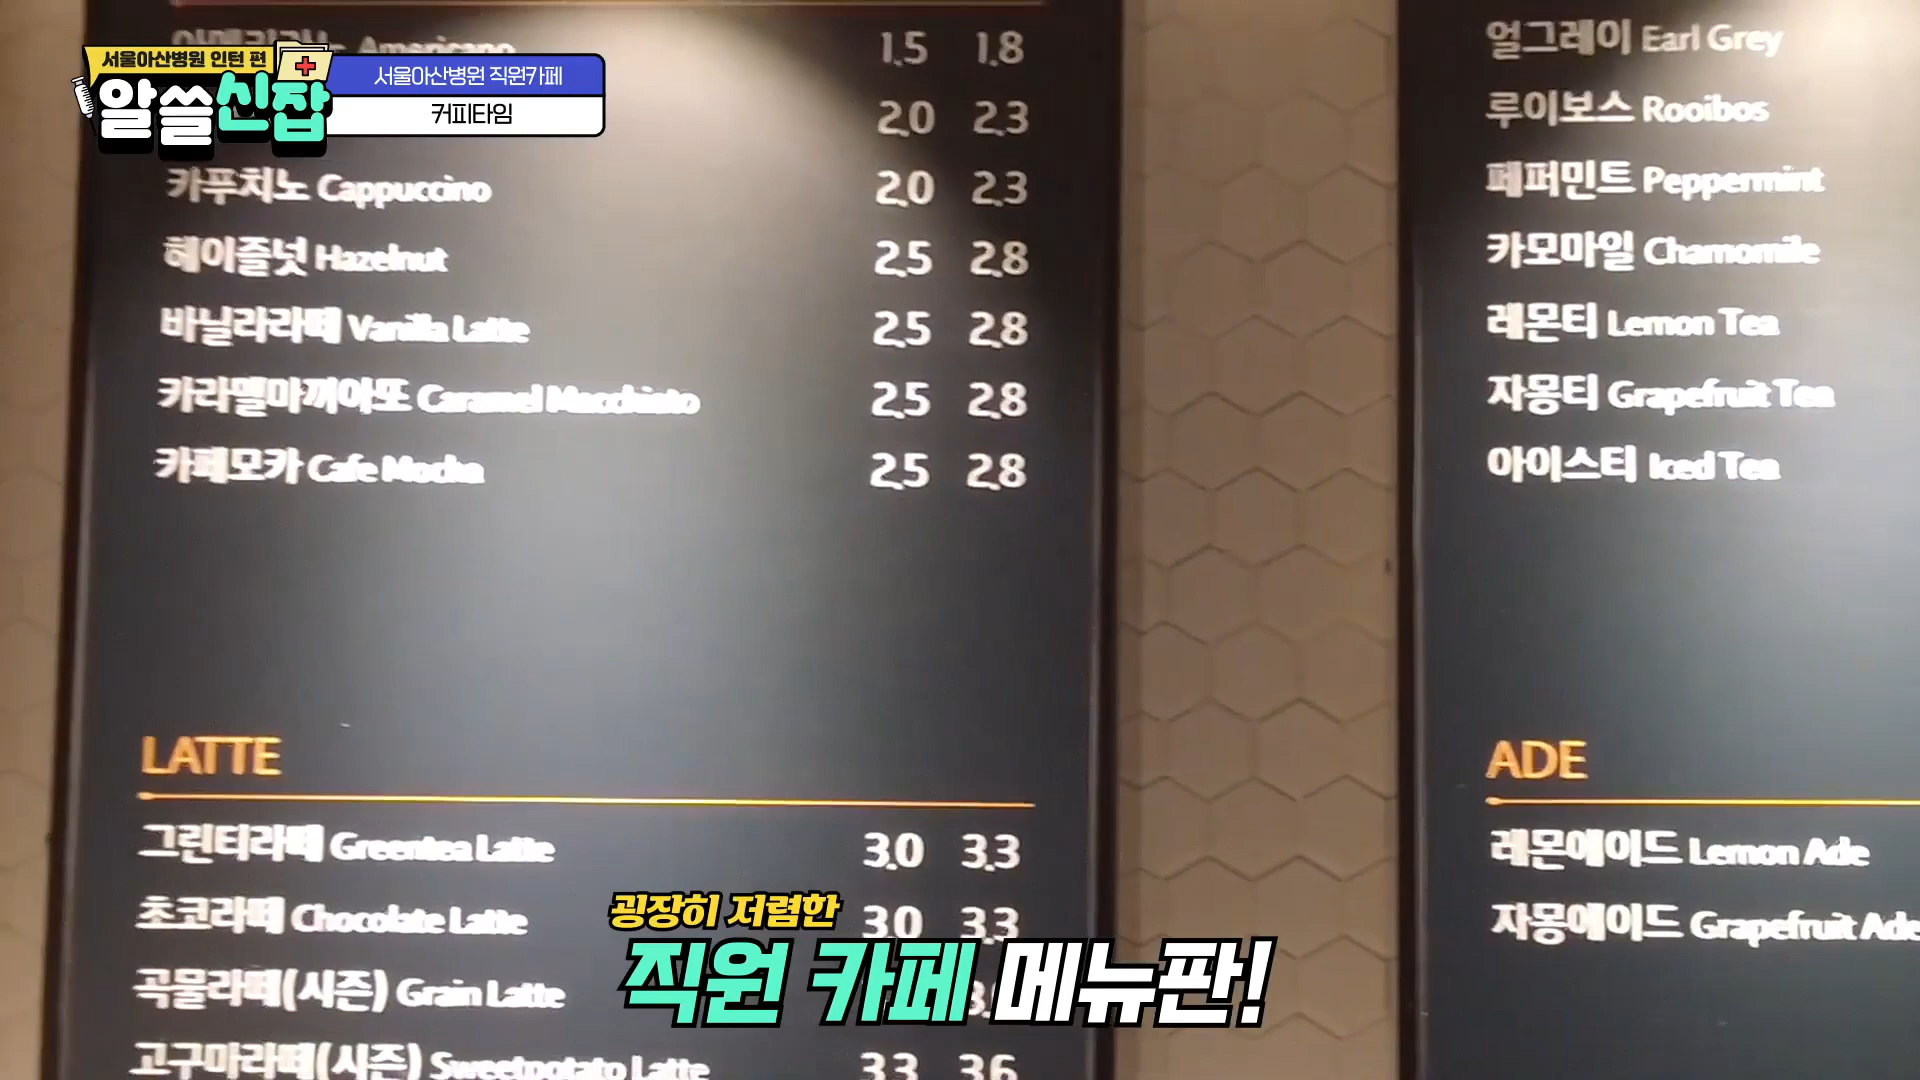 서울아산병원 인턴 편
알쓸신잡
서울아산병원 직원카페
커피타임
아메리카노 Americano 1.5 1.8
2.0 2.3
카푸치노 Cappuccino 2.0 2.3
헤이즐넛 Hazelnut 2.5 2.8
바닐라라떼 Vanilla Latte 2.5 2.8
카라멜마끼아또 Caramel Macchiato 2.5 2.8
카페모카 Cafe Mocha 2.5 2.8
LATTE
그린티라떼 Greentea Latte 3.0 3.3
초코라떼 Chocolate Latte 3.0 3.3
곡물라떼(시즌) Grain Latte
고구마라떼(시즌) Sweetpotato Latte 3.3 3.6
얼그레이 Earl Grey
루이보스 Rooibos
페퍼민트 Peppermint
카모마일 Chamomile
레몬티 Lemon Tea
자몽티 Grapefruit Tea
아이스티 Iced Tea
ADE
레몬에이드 Lemon Ade
자몽에이드 Grapefruit Ade
굉장히 저렴한
직원 카페 메뉴판!